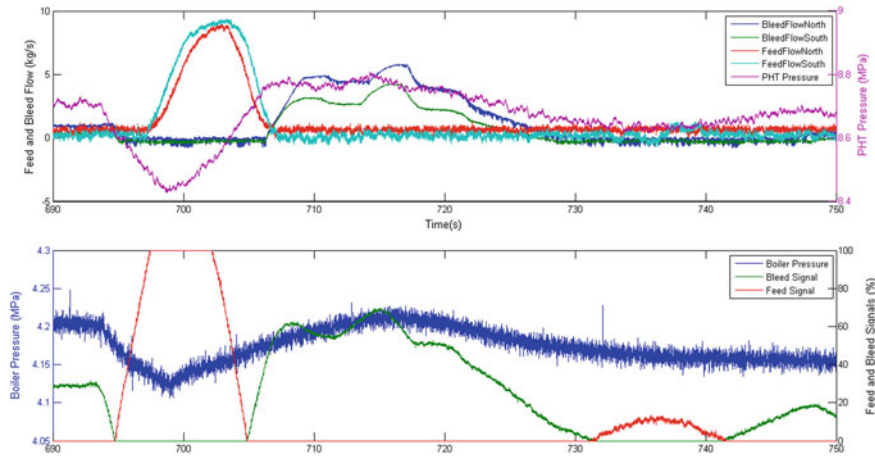 Feed and Bleed Flow (kg/s)
10
5
0
-5
BleedFlowNorth
BleedFlowSouth
FeedFlowNorth
FeedFlowSouth
PHT Pressure
9
8.8
8.6
8.4
PHT Pressure (MPa)
690
700
710
720
730
740
750
Time(s)
Boiler Pressure (MPa)
4.3
4.25
4.2
4.15
4.1
4.05
Boiler Pressure
Bleed Signal
Feed Signal
100
80
60
40
20
0
Feed and Bleed Signals (%)
690
700
710
720
730
740
750